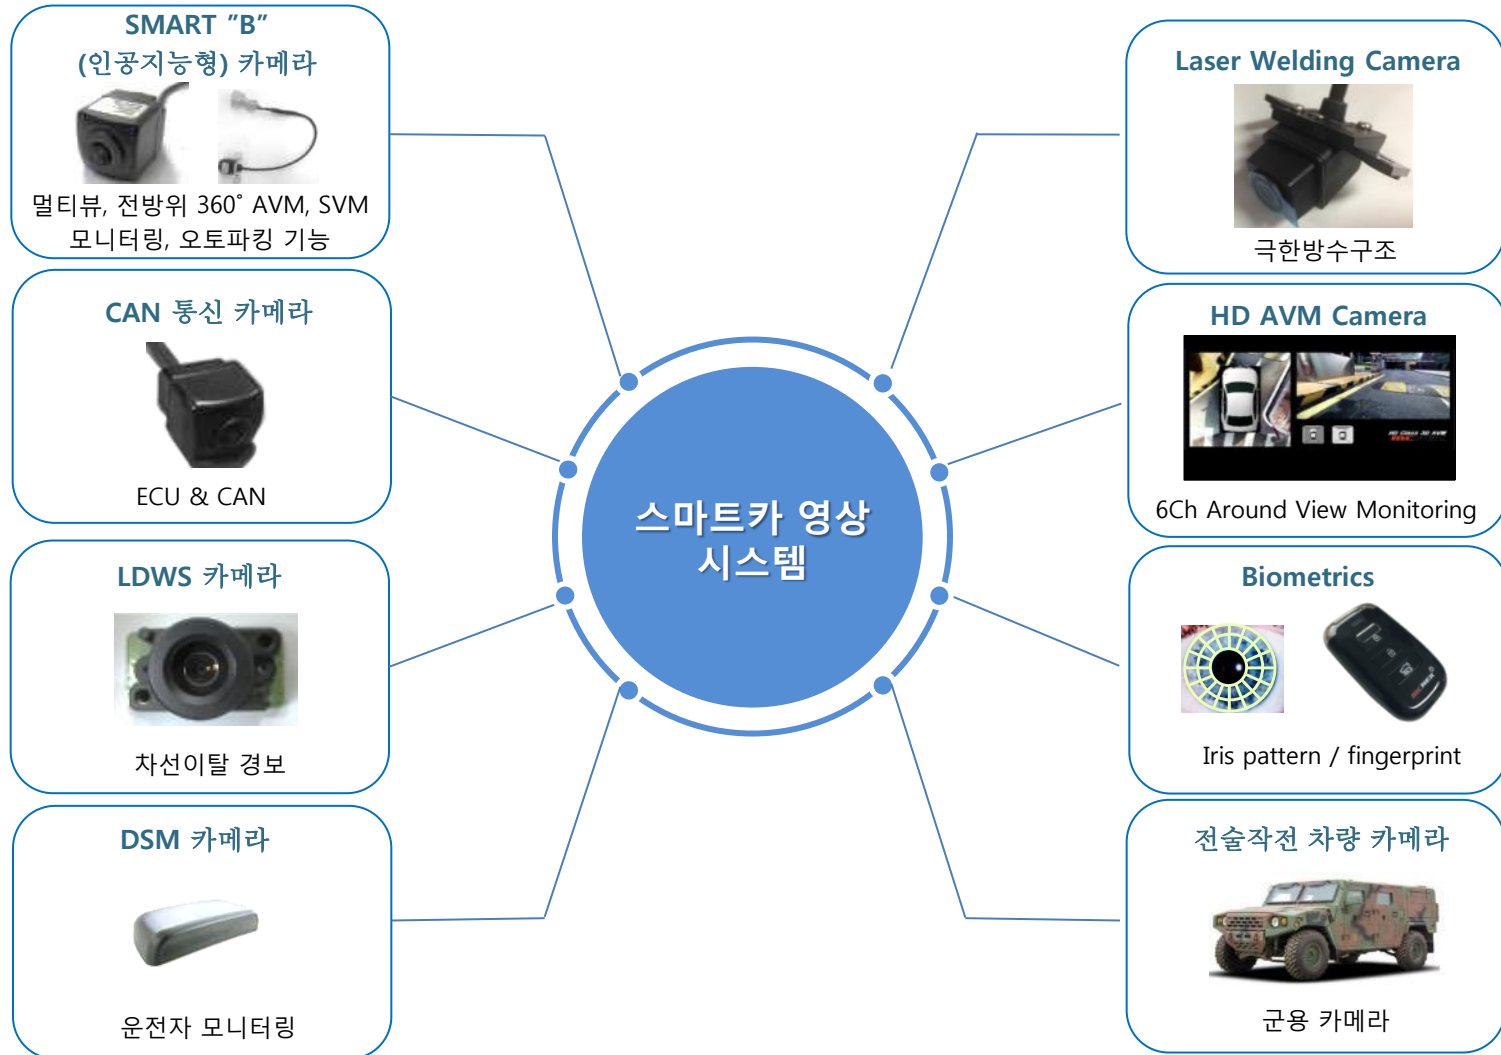 SMART "B"
(인공지능형) 카메라
멀티뷰, 전방위 360° AVM, SVM
모니터링, 오토파킹 기능
CAN 통신 카메라
ECU & CAN
LDWS 카메라
차선이탈 경보
DSM 카메라
운전자 모니터링
스마트카 영상
시스템
Laser Welding Camera
극한방수구조
HD AVM Camera
HD Class 3D AVM
6Ch Around View Monitoring
Biometrics
Iris pattern / fingerprint
전술작전 차량 카메라
군용 카메라